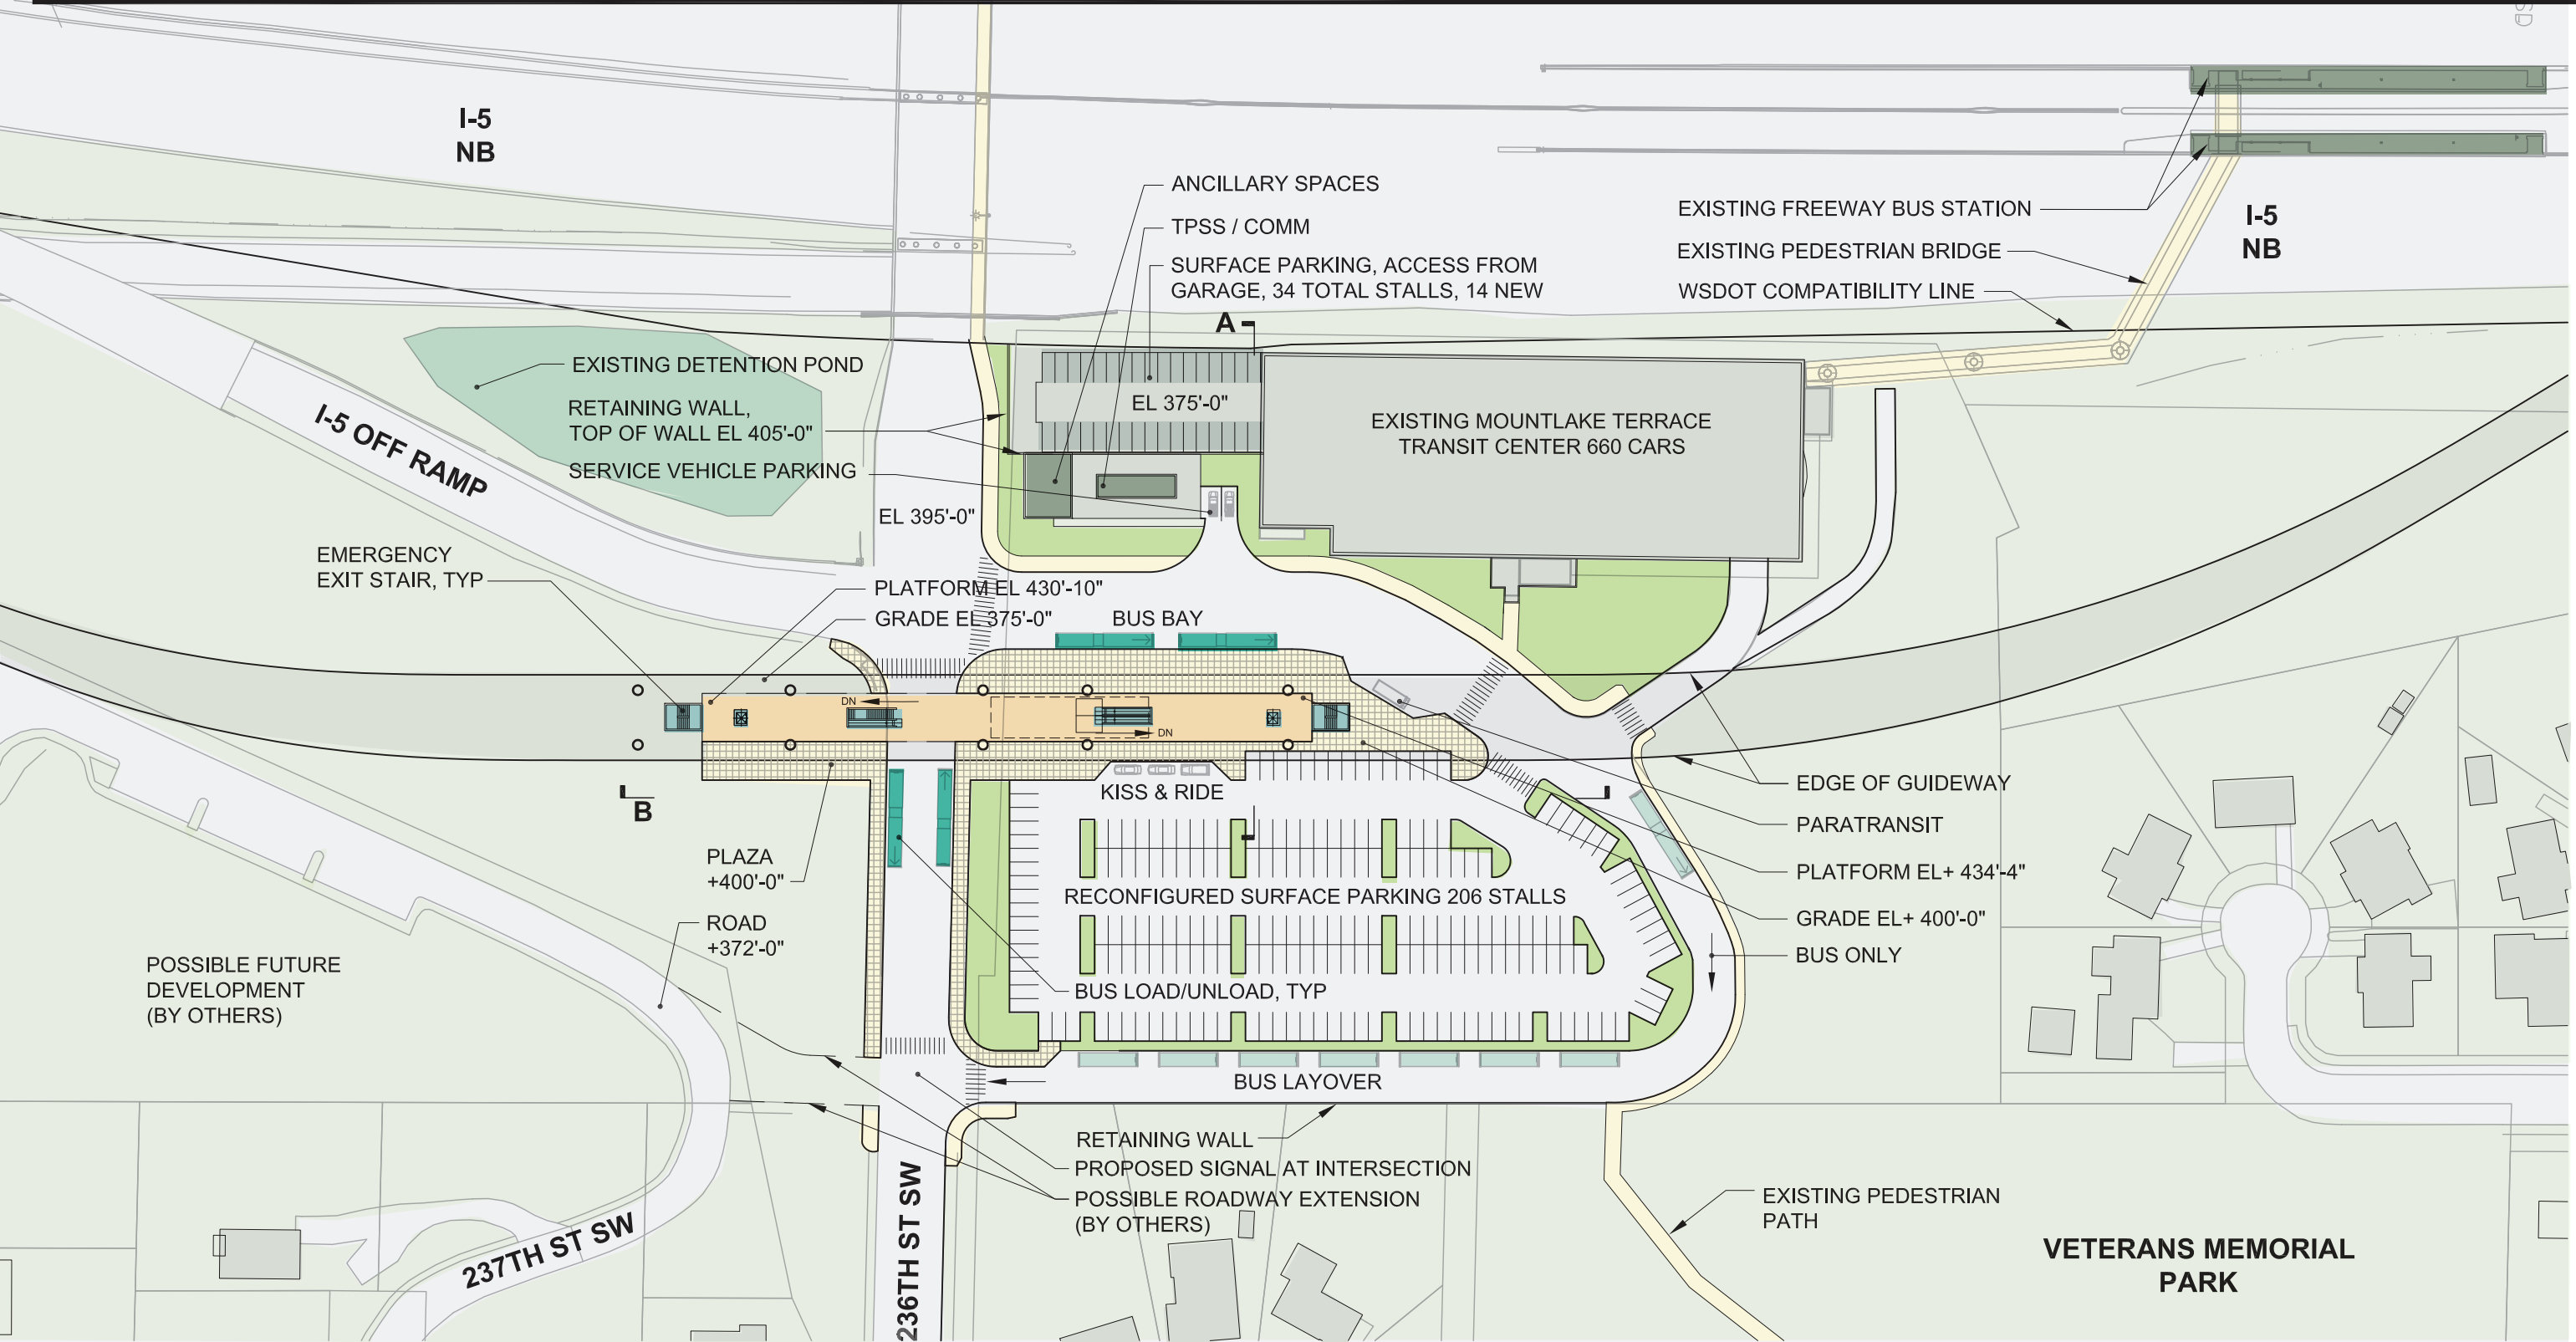 I-5
NB
ANCILLARY SPACES
TPSS / COMM
SURFACE PARKING, ACCESS FROM
GARAGE, 34 TOTAL STALLS, 14 NEW
A
EXISTING FREEWAY BUS STATION
EXISTING PEDESTRIAN BRIDGE
WSDOT COMPATIBILITY LINE
I-5
NB
EXISTING DETENTION POND
RETAINING WALL,
TOP OF WALL EL 405'-0"
SERVICE VEHICLE PARKING
I-5 OFF RAMP
EL 375'-0"
EXISTING MOUNTLAKE TERRACE
TRANSIT CENTER 660 CARS
EL 395'-0"
EMERGENCY
EXIT STAIR, TYP
PLATFORM EL 430'-10"
GRADE EL 375'-0"
BUS BAY
DN
DN
B
KISS & RIDE
EDGE OF GUIDEWAY
PARATRANSIT
PLATFORM EL+ 434'-4"
GRADE EL+ 400'-0"
BUS ONLY
PLAZA
+400'-0"
ROAD
+372'-0"
RECONFIGURED SURFACE PARKING 206 STALLS
POSSIBLE FUTURE
DEVELOPMENT
(BY OTHERS)
BUS LOAD/UNLOAD, TYP
BUS LAYOVER
RETAINING WALL
PROPOSED SIGNAL AT INTERSECTION
POSSIBLE ROADWAY EXTENSION
(BY OTHERS)
EXISTING PEDESTRIAN
PATH
237TH ST SW
236TH ST SW
VETERANS MEMORIAL
PARK